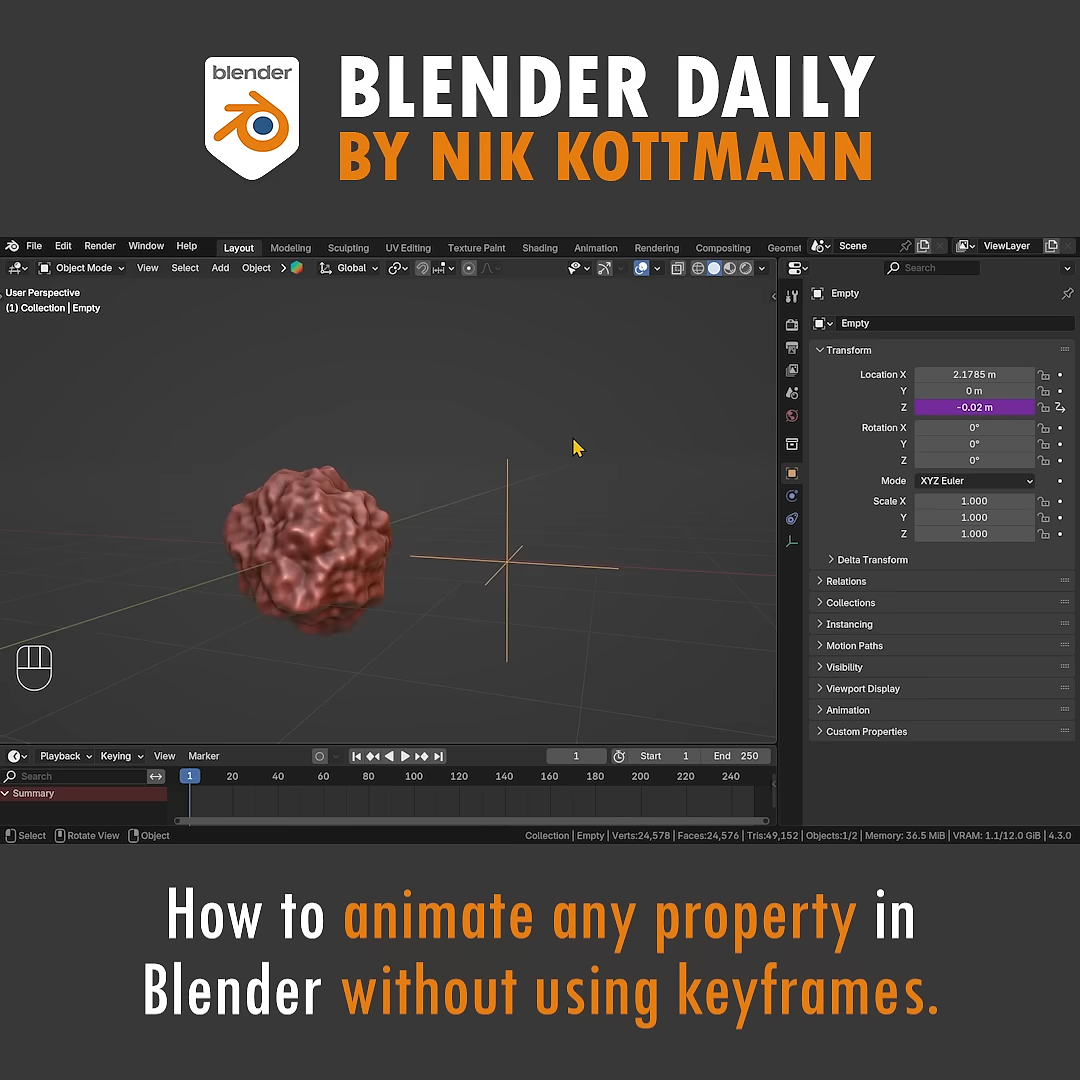 blender
BLENDER DAILY
BY NIK KOTTMANN
File Edit Render Window Help Layout Modeling Sculpting UV Editing Texture Paint Shading Animation Rendering Compositing Geomet Scene ViewLayer
Object Mode View Select Add Object Global Search
User Perspective
(1) Collection | Empty
Empty
Empty
Transform
Location X 2.1785 m
Y 0 m
Z -0.02 m
Rotation X 0°
Y 0°
Z 0°
Mode XYZ Euler
Scale X 1.000
Y 1.000
Z 1.000
Delta Transform
Relations
Collections
Instancing
Motion Paths
Visibility
Viewport Display
Animation
Custom Properties
Playback Keying View Marker 1 Start 1 End 250
Search 1 20 40 60 80 100 120 140 160 180 200 220 240
Summary
Select Rotate View Object Collection | Empty | Verts:24,578 | Faces:24,576 | Tris:49,152 | Objects:1/2 | Memory: 36.5 MiB | VRAM: 1.1/12.0 GiB | 4.3.0
How to animate any property in
Blender without using keyframes.